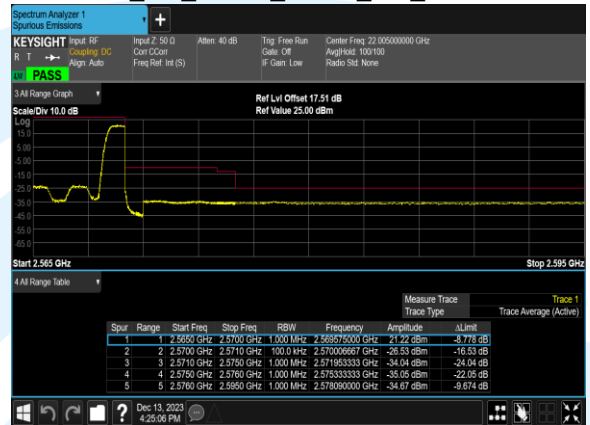 Spectrum Analyzer 1
Spurious Emissions
+
KEYSIGHT Input: RF Input Z: 50 Ω Atten: 40 dB Trig: Free Run Center Freq: 22.005000000 GHz
R T Coupling: DC Corr CCorr Gate: Off Avg|Hold: 100/100
Align: Auto Freq Ref: Int (S) IF Gain: Low Radio Std: None
LW PASS
3 All Range Graph
Ref Lvl Offset 17.51 dB
Scale/Div 10.0 dB Ref Value 25.00 dBm
Log
15.0
5.00
-5.00
-15.0
-25.0
-35.0
-45.0
-55.0
-65.0
Start 2.565 GHz Stop 2.595 GHz
4 All Range Table
Measure Trace Trace 1
Trace Type Trace Average (Active)
Spur Range Start Freq Stop Freq RBW Frequency Amplitude ΔLimit
1 1 2.5650 GHz 2.5700 GHz 1.000 MHz 2.569575000 GHz 21.22 dBm -8.778 dB
2 2 2.5700 GHz 2.5710 GHz 100.0 kHz 2.570006667 GHz -26.53 dBm -16.53 dB
3 3 2.5710 GHz 2.5750 GHz 1.000 MHz 2.571953333 GHz -34.04 dBm -24.04 dB
4 4 2.5750 GHz 2.5760 GHz 1.000 MHz 2.575333333 GHz -35.05 dBm -22.05 dB
5 5 2.5760 GHz 2.5950 GHz 1.000 MHz 2.578090000 GHz -34.67 dBm -9.674 dB
? Dec 13, 2023
4:25:06 PM